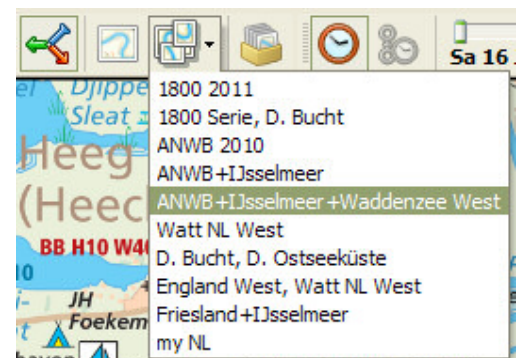 Sa 16
Djippe
Sleat
Heeg
(Heec
BB H10 W4
10
JH
Foekem
1800 2011
1800 Serie, D. Bucht
ANWB 2010
ANWB+IJsselmeer
ANWB+IJsselmeer+Waddenzee West
Watt NL West
D. Bucht, D. Ostseeküste
England West, Watt NL West
Friesland+IJsselmeer
my NL